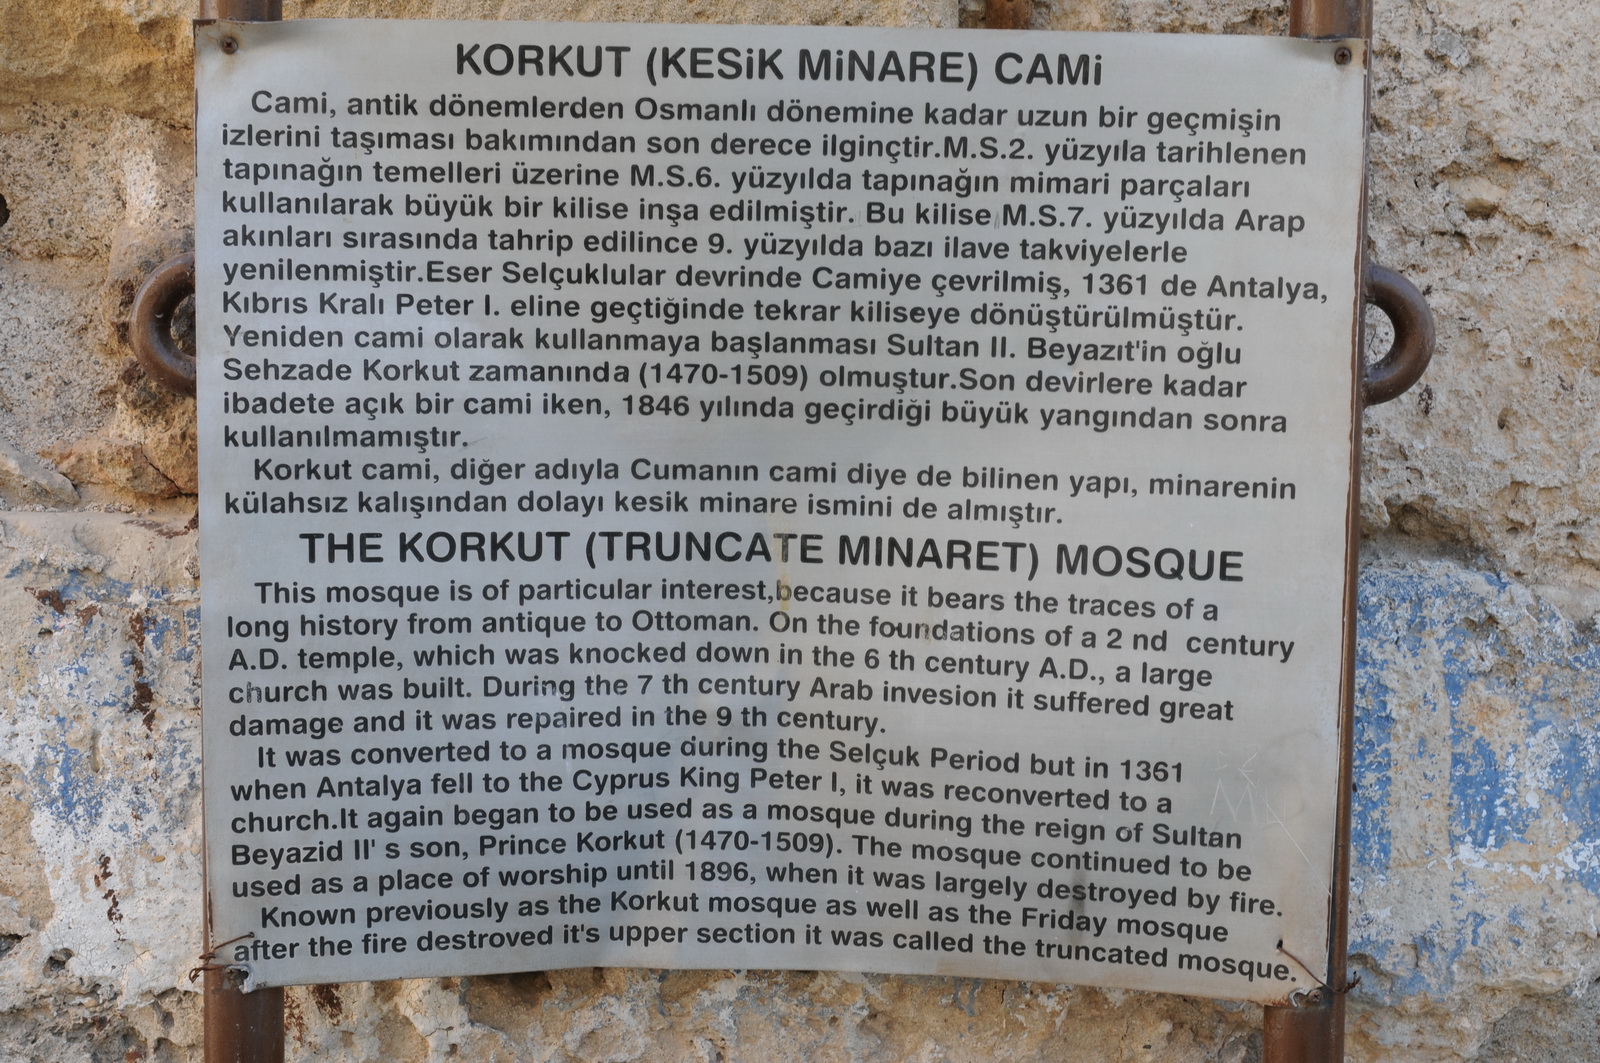 KORKUT (KESiK MiNARE) CAMi
Cami, antik dönemlerden Osmanlı dönemine kadar uzun bir geçmişin
izlerini taşıması bakımından son derece ilginçtir.M.S.2. yüzyıla tarihlenen
tapınağın temelleri üzerine M.S.6. yüzyılda tapınağın mimari parçaları
kullanılarak büyük bir kilise inşa edilmiştir. Bu kilise M.S.7. yüzyılda Arap
akınları sırasında tahrip edilince 9. yüzyılda bazı ilave takviyelerle
yenilenmiştir.Eser Selçuklular devrinde Camiye çevrilmiş, 1361 de Antalya,
Kıbrıs Kralı Peter I. eline geçtiğinde tekrar kiliseye dönüştürülmüştür.
Yeniden cami olarak kullanmaya başlanması Sultan II. Beyazıt'in oğlu
Sehzade Korkut zamanında (1470-1509) olmuştur.Son devirlere kadar
ibadete açık bir cami iken, 1846 yılında geçirdiği büyük yangından sonra
kullanılmamıştır.
Korkut cami, diğer adıyla Cumanın cami diye de bilinen yapı, minarenin
külahsız kalışından dolayı kesik minare ismini de almıştır.
THE KORKUT (TRUNCATE MINARET) MOSQUE
This mosque is of particular interest,because it bears the traces of a
long history from antique to Ottoman. On the foundations of a 2 nd century
A.D. temple, which was knocked down in the 6 th century A.D., a large
church was built. During the 7 th century Arab invesion it suffered great
damage and it was repaired in the 9 th century.
It was converted to a mosque during the Selçuk Period but in 1361
when Antalya fell to the Cyprus King Peter I, it was reconverted to a
church.It again began to be used as a mosque during the reign of Sultan
Beyazid II' s son, Prince Korkut (1470-1509). The mosque continued to be
used as a place of worship until 1896, when it was largely destroyed by fire.
Known previously as the Korkut mosque as well as the Friday mosque
after the fire destroved it's upper section it was called the truncated mosque.